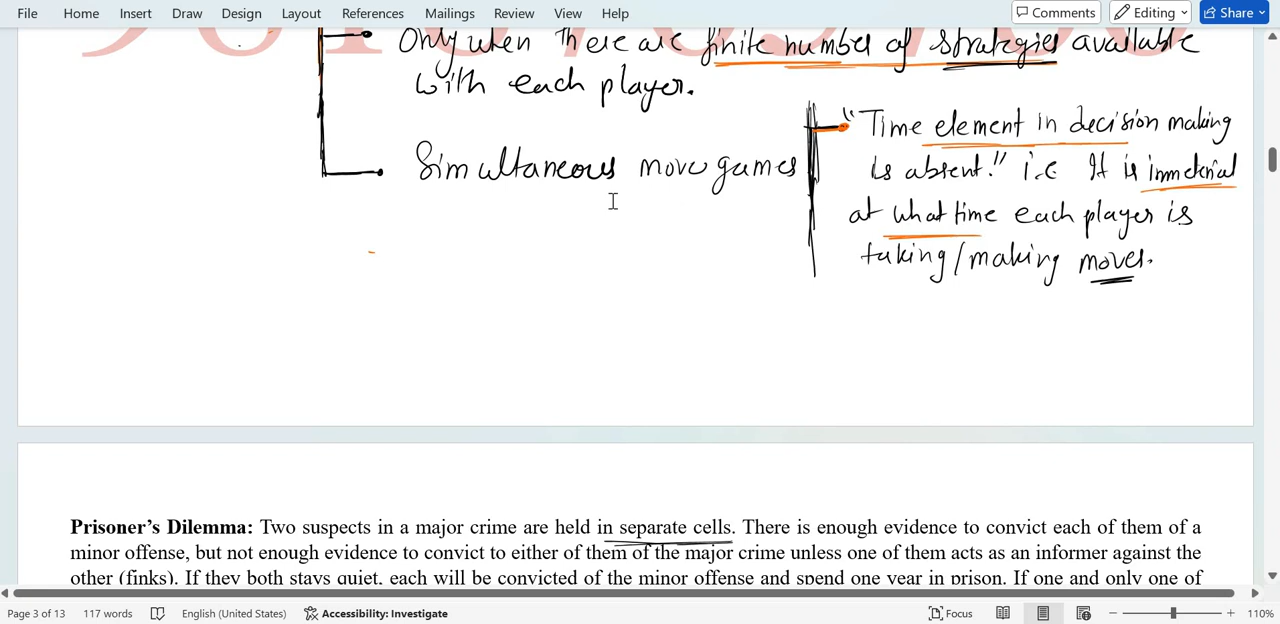 File Home Insert Draw Design Layout References Mailings Review View Help Comments Editing Share
Only when there are finite number of strategies available
with each player.
Simultaneous move games
"Time element in decision making
is absent." i.e It is immaterial
at what time each player is
taking/making moves.
Prisoner's Dilemma: Two suspects in a major crime are held in separate cells. There is enough evidence to convict each of them of a
minor offense, but not enough evidence to convict to either of them of the major crime unless one of them acts as an informer against the
other (finks). If they both stays quiet, each will be convicted of the minor offense and spend one year in prison. If one and only one of
Page 3 of 13 117 words English (United States) Accessibility: Investigate Focus 110%